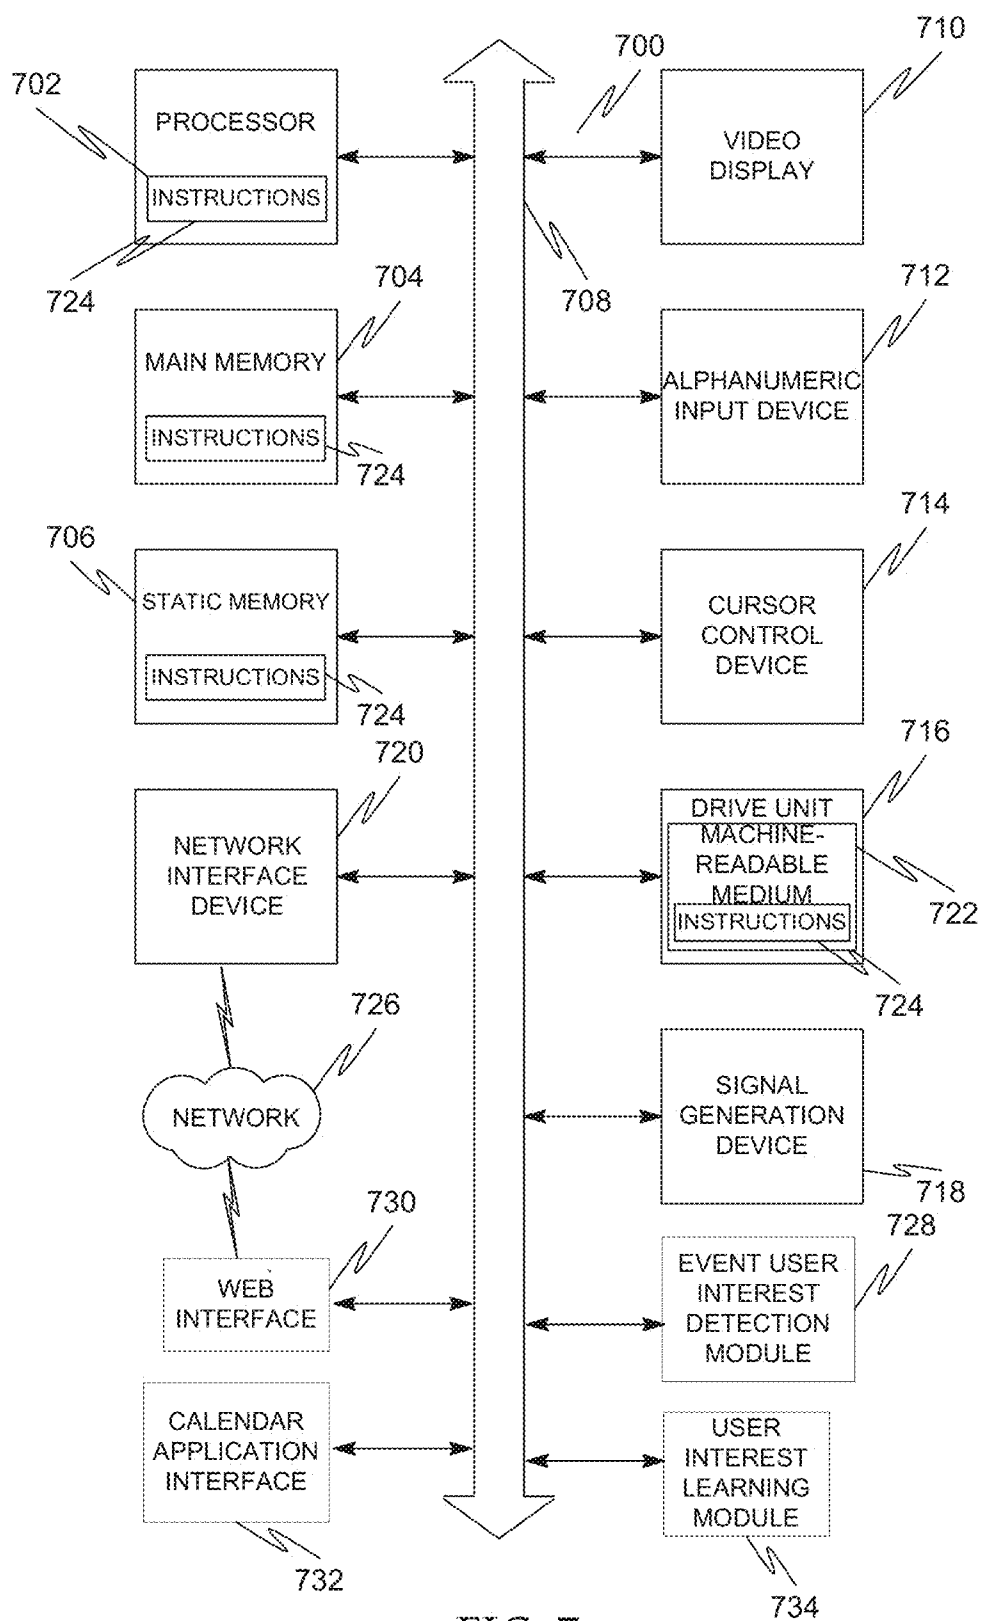 700
710
702
PROCESSOR
INSTRUCTIONS
724
VIDEO
DISPLAY
708
704
MAIN MEMORY
INSTRUCTIONS
724
712
ALPHANUMERIC
INPUT DEVICE
706
STATIC MEMORY
INSTRUCTIONS
724
714
CURSOR
CONTROL
DEVICE
720
NETWORK
INTERFACE
DEVICE
716
DRIVE UNIT
MACHINE-
READABLE
MEDIUM
INSTRUCTIONS
722
724
726
NETWORK
SIGNAL
GENERATION
DEVICE
718
730
WEB
INTERFACE
728
EVENT USER
INTEREST
DETECTION
MODULE
CALENDAR
APPLICATION
INTERFACE
732
USER
INTEREST
LEARNING
MODULE
734